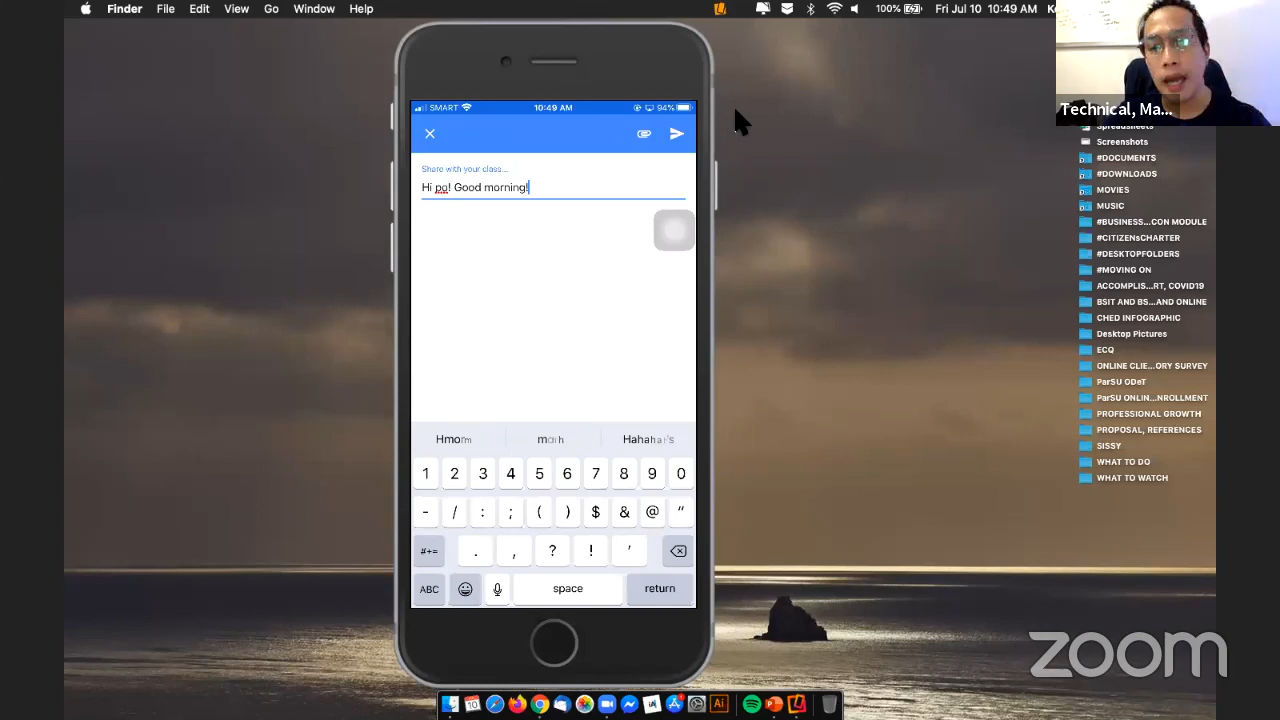 Finder File Edit View Go Window Help 100% Fri Jul 10 10:49 AM
SMART 10:49 AM 94%
Share with your class...
Hi po! Good morning!
1 2 3 4 5 6 7 8 9 0
- / : ; ( ) $ & @ "
#+= . , ? ! '
ABC space return
Technical, Ma...
Spreadsheets
Screenshots
#DOCUMENTS
#DOWNLOADS
MOVIES
MUSIC
#BUSINESS...CON MODULE
#CITIZENsCHARTER
#DESKTOPFOLDERS
#MOVING ON
ACCOMPLIS...RT, COVID19
BSIT AND BS...AND ONLINE
CHED INFOGRAPHIC
Desktop Pictures
ECQ
ONLINE CLIE...ORY SURVEY
ParSU ODeT
ParSU ONLIN...NROLLMENT
PROFESSIONAL GROWTH
PROPOSAL, REFERENCES
SISSY
WHAT TO DO
WHAT TO WATCH
zoom
Ai